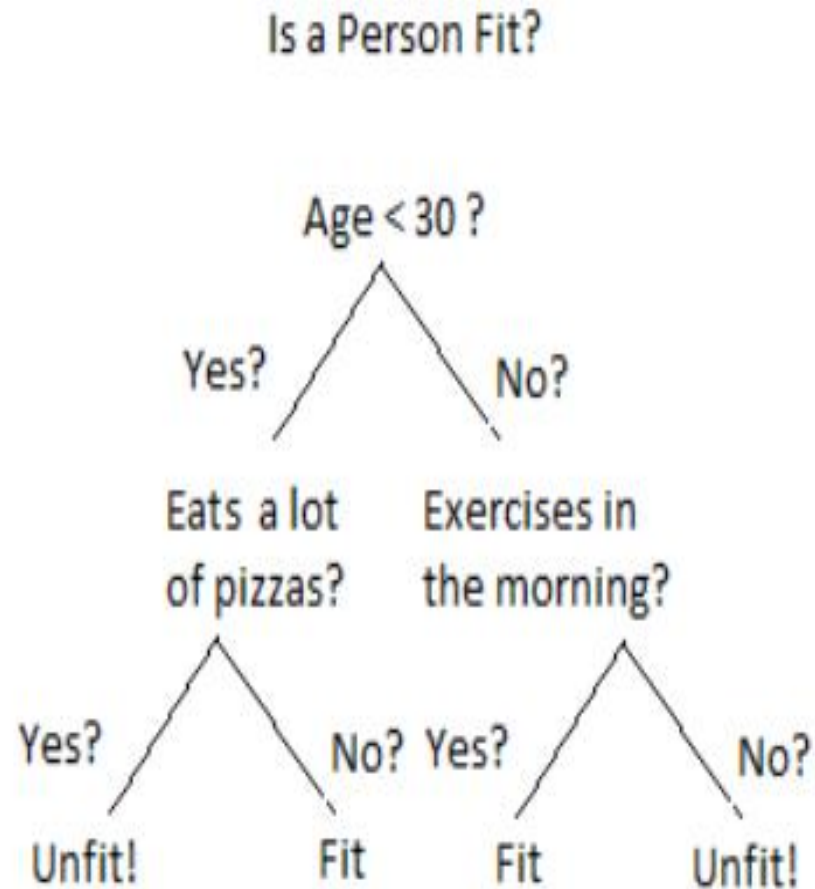 Is a Person Fit?
Age < 30 ?
Yes?
No?
Eats a lot
of pizzas?
Exercises in
the morning?
Yes?
No?
Yes?
No?
Unfit!
Fit
Fit
Unfit!